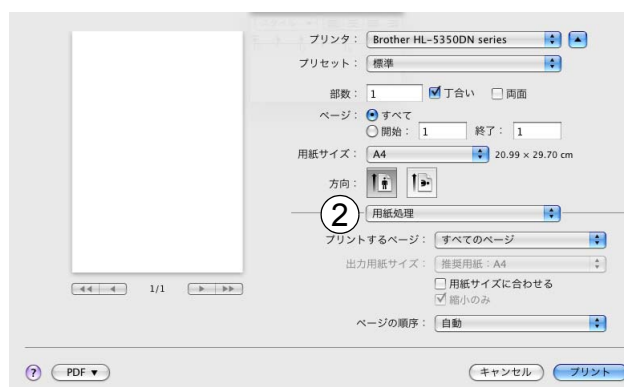 プリンタ： Brother HL-5350DN series
プリセット： 標準
部数： 1 丁合い 両面
ページ： すべて
開始： 1 終了： 1
用紙サイズ： A4 20.99 × 29.70 cm
方向：
② 用紙処理
プリントするページ： すべてのページ
出力用紙サイズ： 推奨用紙：A4
用紙サイズに合わせる
1/1 縮小のみ
ページの順序： 自動
? PDF ▼ キャンセル プリント